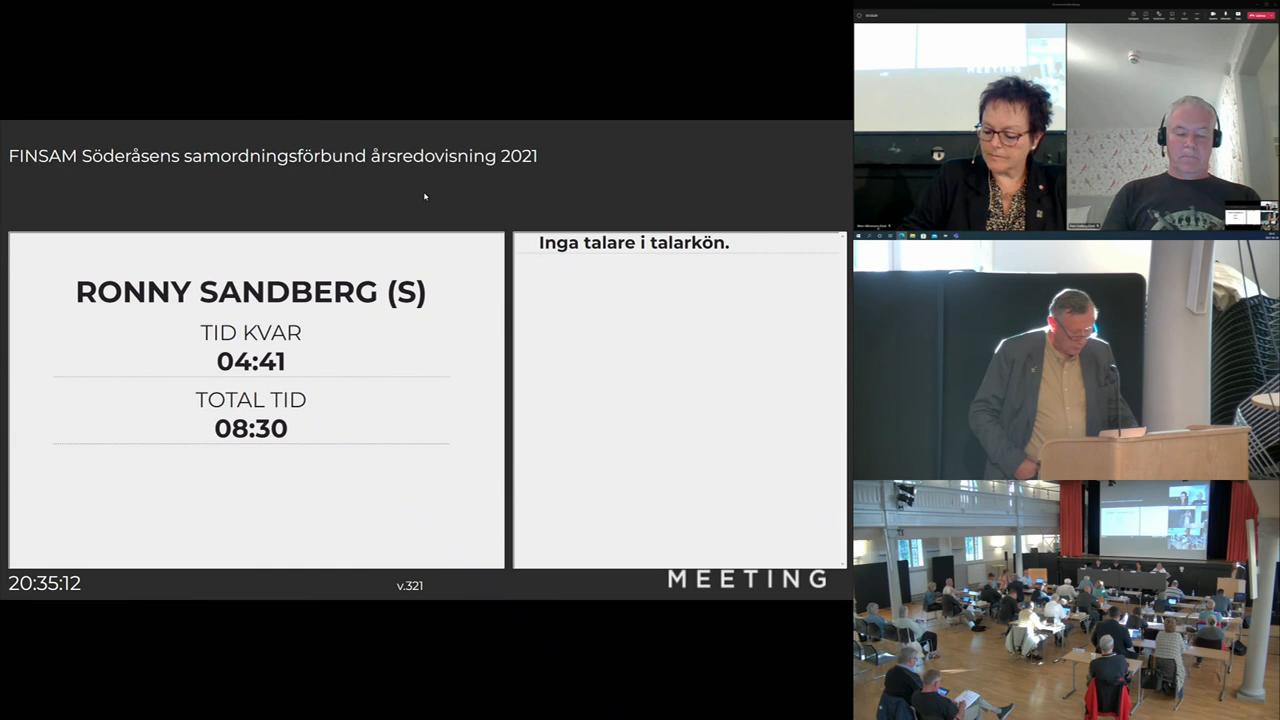 FINSAM Söderåsens samordningsförbund årsredovisning 2021
RONNY SANDBERG (S)
TID KVAR
04:41
TOTAL TID
08:30
Inga talare i talarkön.
20:35:12
v.321
MEETING